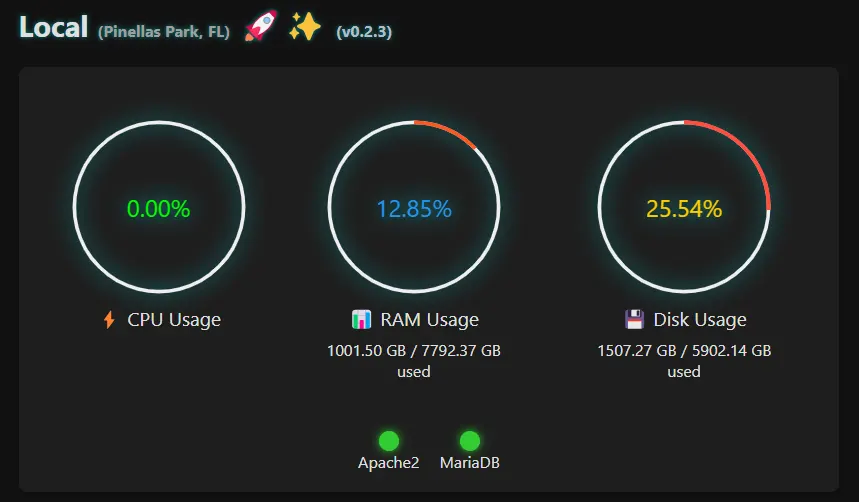 Local (Pinellas Park, FL) 🚀 ✨ (v0.2.3)
0.00%
12.85%
25.54%
⚡ CPU Usage
📊 RAM Usage
💾 Disk Usage
1001.50 GB / 7792.37 GB
used
1507.27 GB / 5902.14 GB
used
Apache2
MariaDB